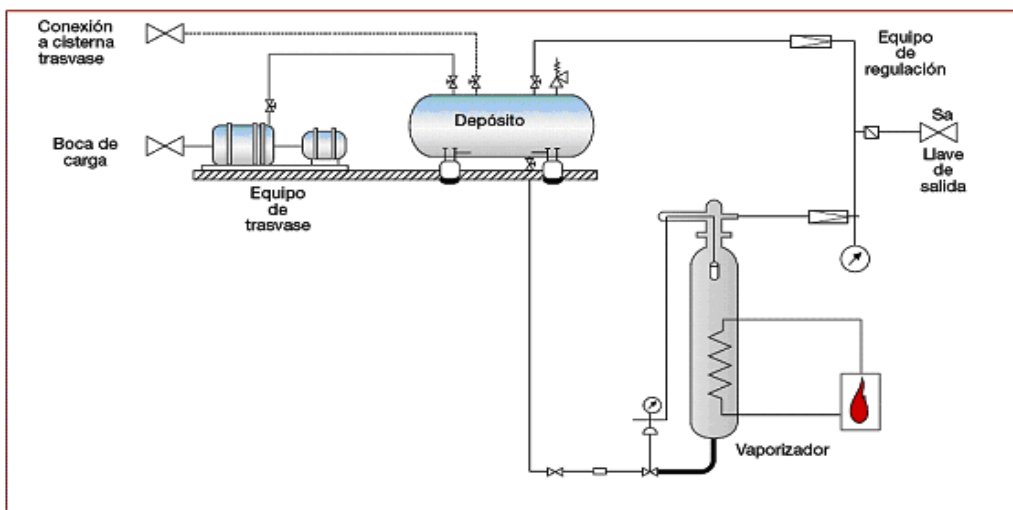 Conexión
a cisterna
trasvase
Equipo
de
regulación
Depósito
Sa
Boca de
carga
Llave
de
salida
Equipo
de
trasvase
Vaporizador